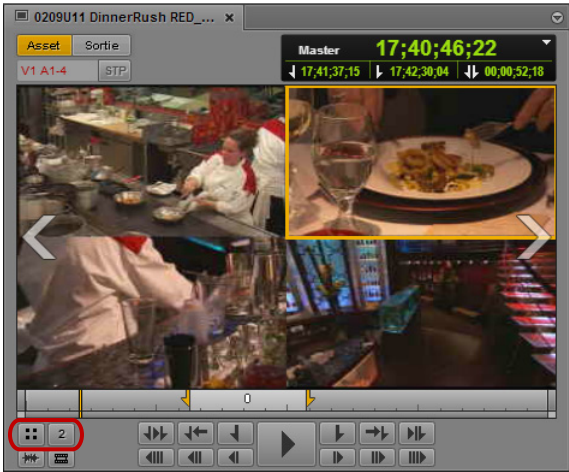 0209U11 DinnerRush RED_... x
Asset Sortie
Master 17;40;46;22
V1 A1-4 STP
17;41;37;15 17;42;30;04 00;00;52;18
0
2